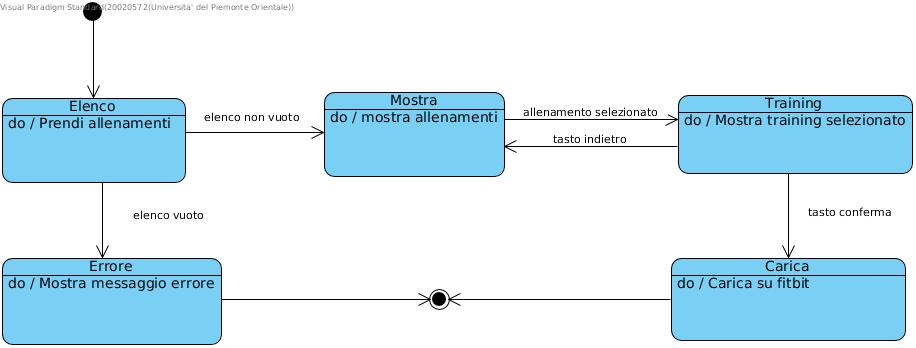 Visual Paradigm Standard(20020572(Universita' del Piemonte Orientale))
Elenco
do / Prendi allenamenti
elenco non vuoto
Mostra
do / mostra allenamenti
allenamento selezionato
tasto indietro
Training
do / Mostra training selezionato
elenco vuoto
tasto conferma
Errore
do / Mostra messaggio errore
Carica
do / Carica su fitbit